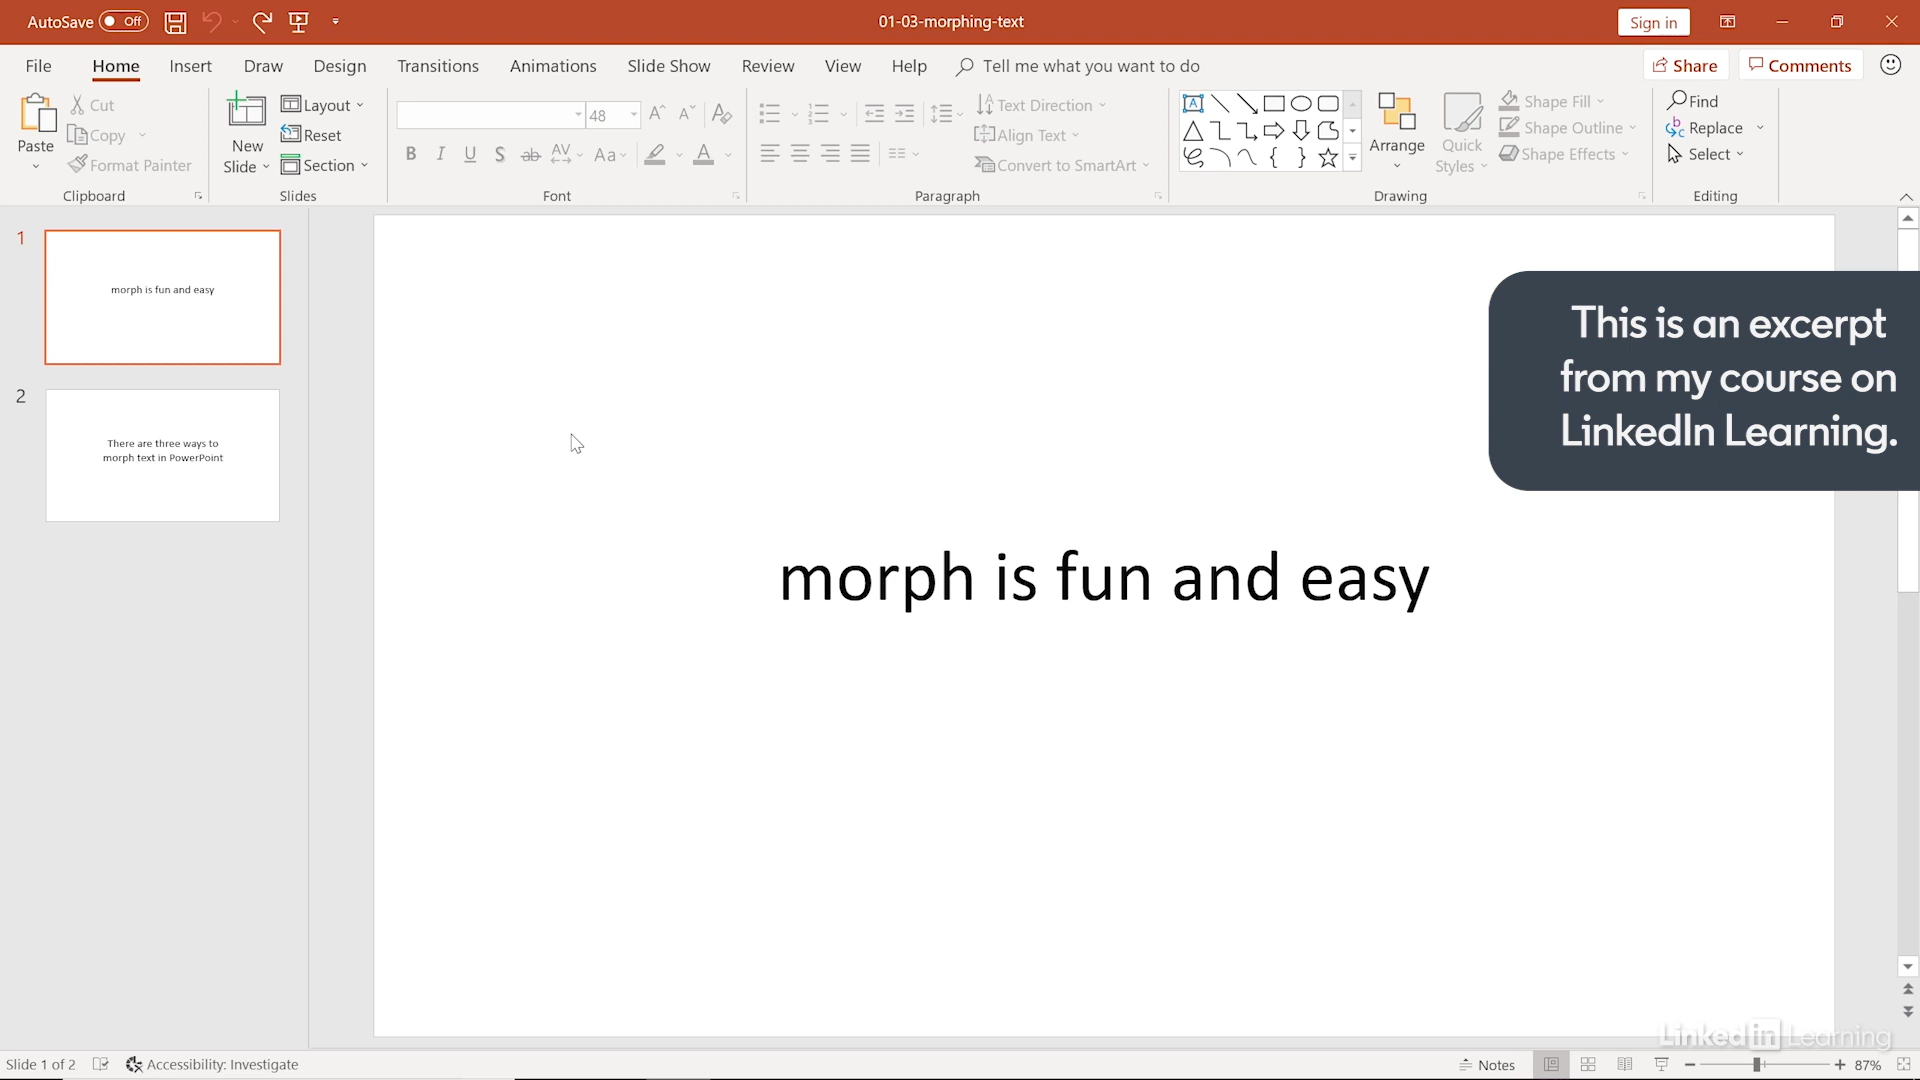 AutoSave Off
01-03-morphing-text
Sign in
File Home Insert Draw Design Transitions Animations Slide Show Review View Help Tell me what you want to do
Share Comments
Paste
Cut
Copy
Format Painter
Clipboard
New
Slide
Layout
Reset
Section
Slides
48
Font
Text Direction
Align Text
Convert to SmartArt
Paragraph
Arrange
Quick
Styles
Shape Fill
Shape Outline
Shape Effects
Drawing
Find
Replace
Select
Editing
1
morph is fun and easy
2
There are three ways to
morph text in PowerPoint
This is an excerpt
from my course on
LinkedIn Learning.
morph is fun and easy
Linked in Learning
Slide 1 of 2
Accessibility: Investigate
Notes
87%